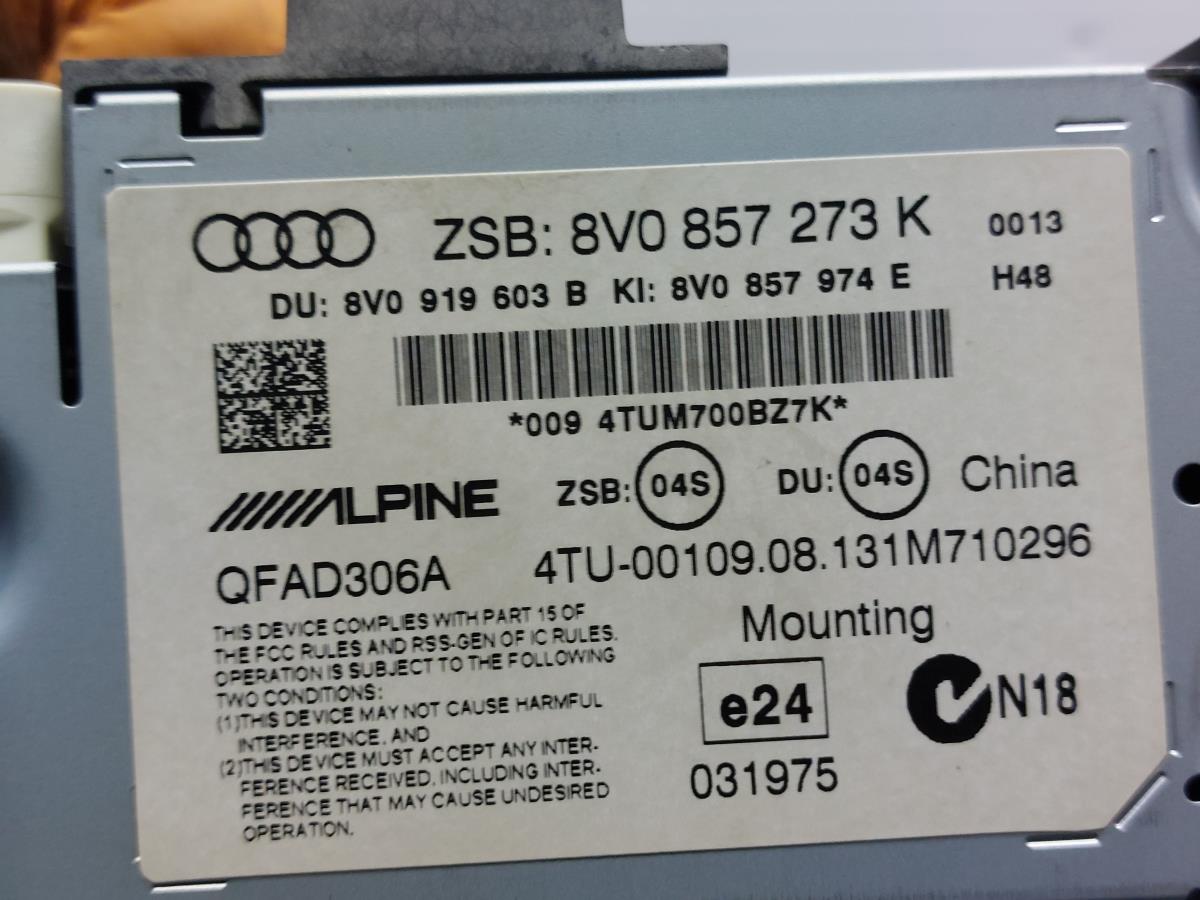 ZSB: 8V0 857 273 K 0013
DU: 8V0 919 603 B KI: 8V0 857 974 E H48
*009 4TUM700BZ7K*
ALPINE ZSB: 04S DU: 04S China
QFAD306A 4TU-00109.08.131M710296
THIS DEVICE COMPLIES WITH PART 15 OF
THE FCC RULES AND RSS-GEN OF IC RULES.
OPERATION IS SUBJECT TO THE FOLLOWING
TWO CONDITIONS:
(1)THIS DEVICE MAY NOT CAUSE HARMFUL
INTERFERENCE, AND
(2)THIS DEVICE MUST ACCEPT ANY INTER-
FERENCE RECEIVED, INCLUDING INTER-
FERENCE THAT MAY CAUSE UNDESIRED
OPERATION.
Mounting
e24 N18
031975